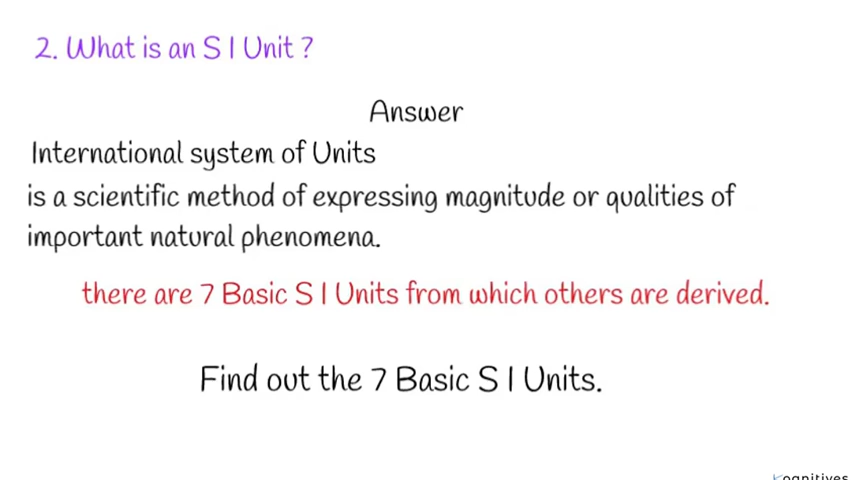 2. What is an S I Unit ?
Answer
International system of Units
is a scientific method of expressing magnitude or qualities of
important natural phenomena.
there are 7 Basic S I Units from which others are derived.
Find out the 7 Basic S I Units.
Kognitives